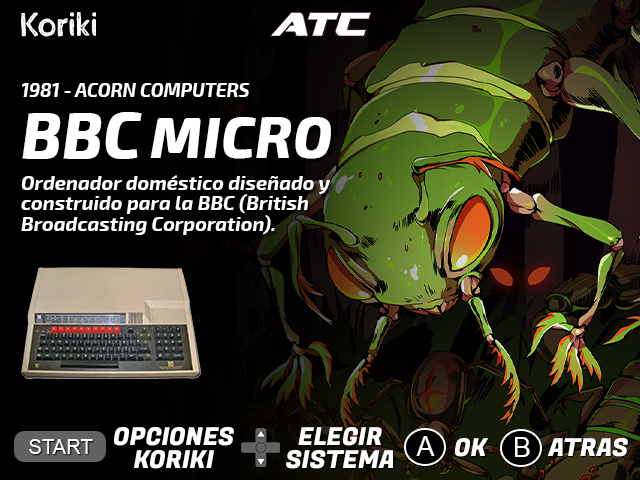 Koriki
ATC
1981 - ACORN COMPUTERS
BBC MICRO
Ordenador doméstico diseñado y
construido para la BBC (British
Broadcasting Corporation).
START
OPCIONES
KORIKI
ELEGIR
SISTEMA
A OK
B ATRAS